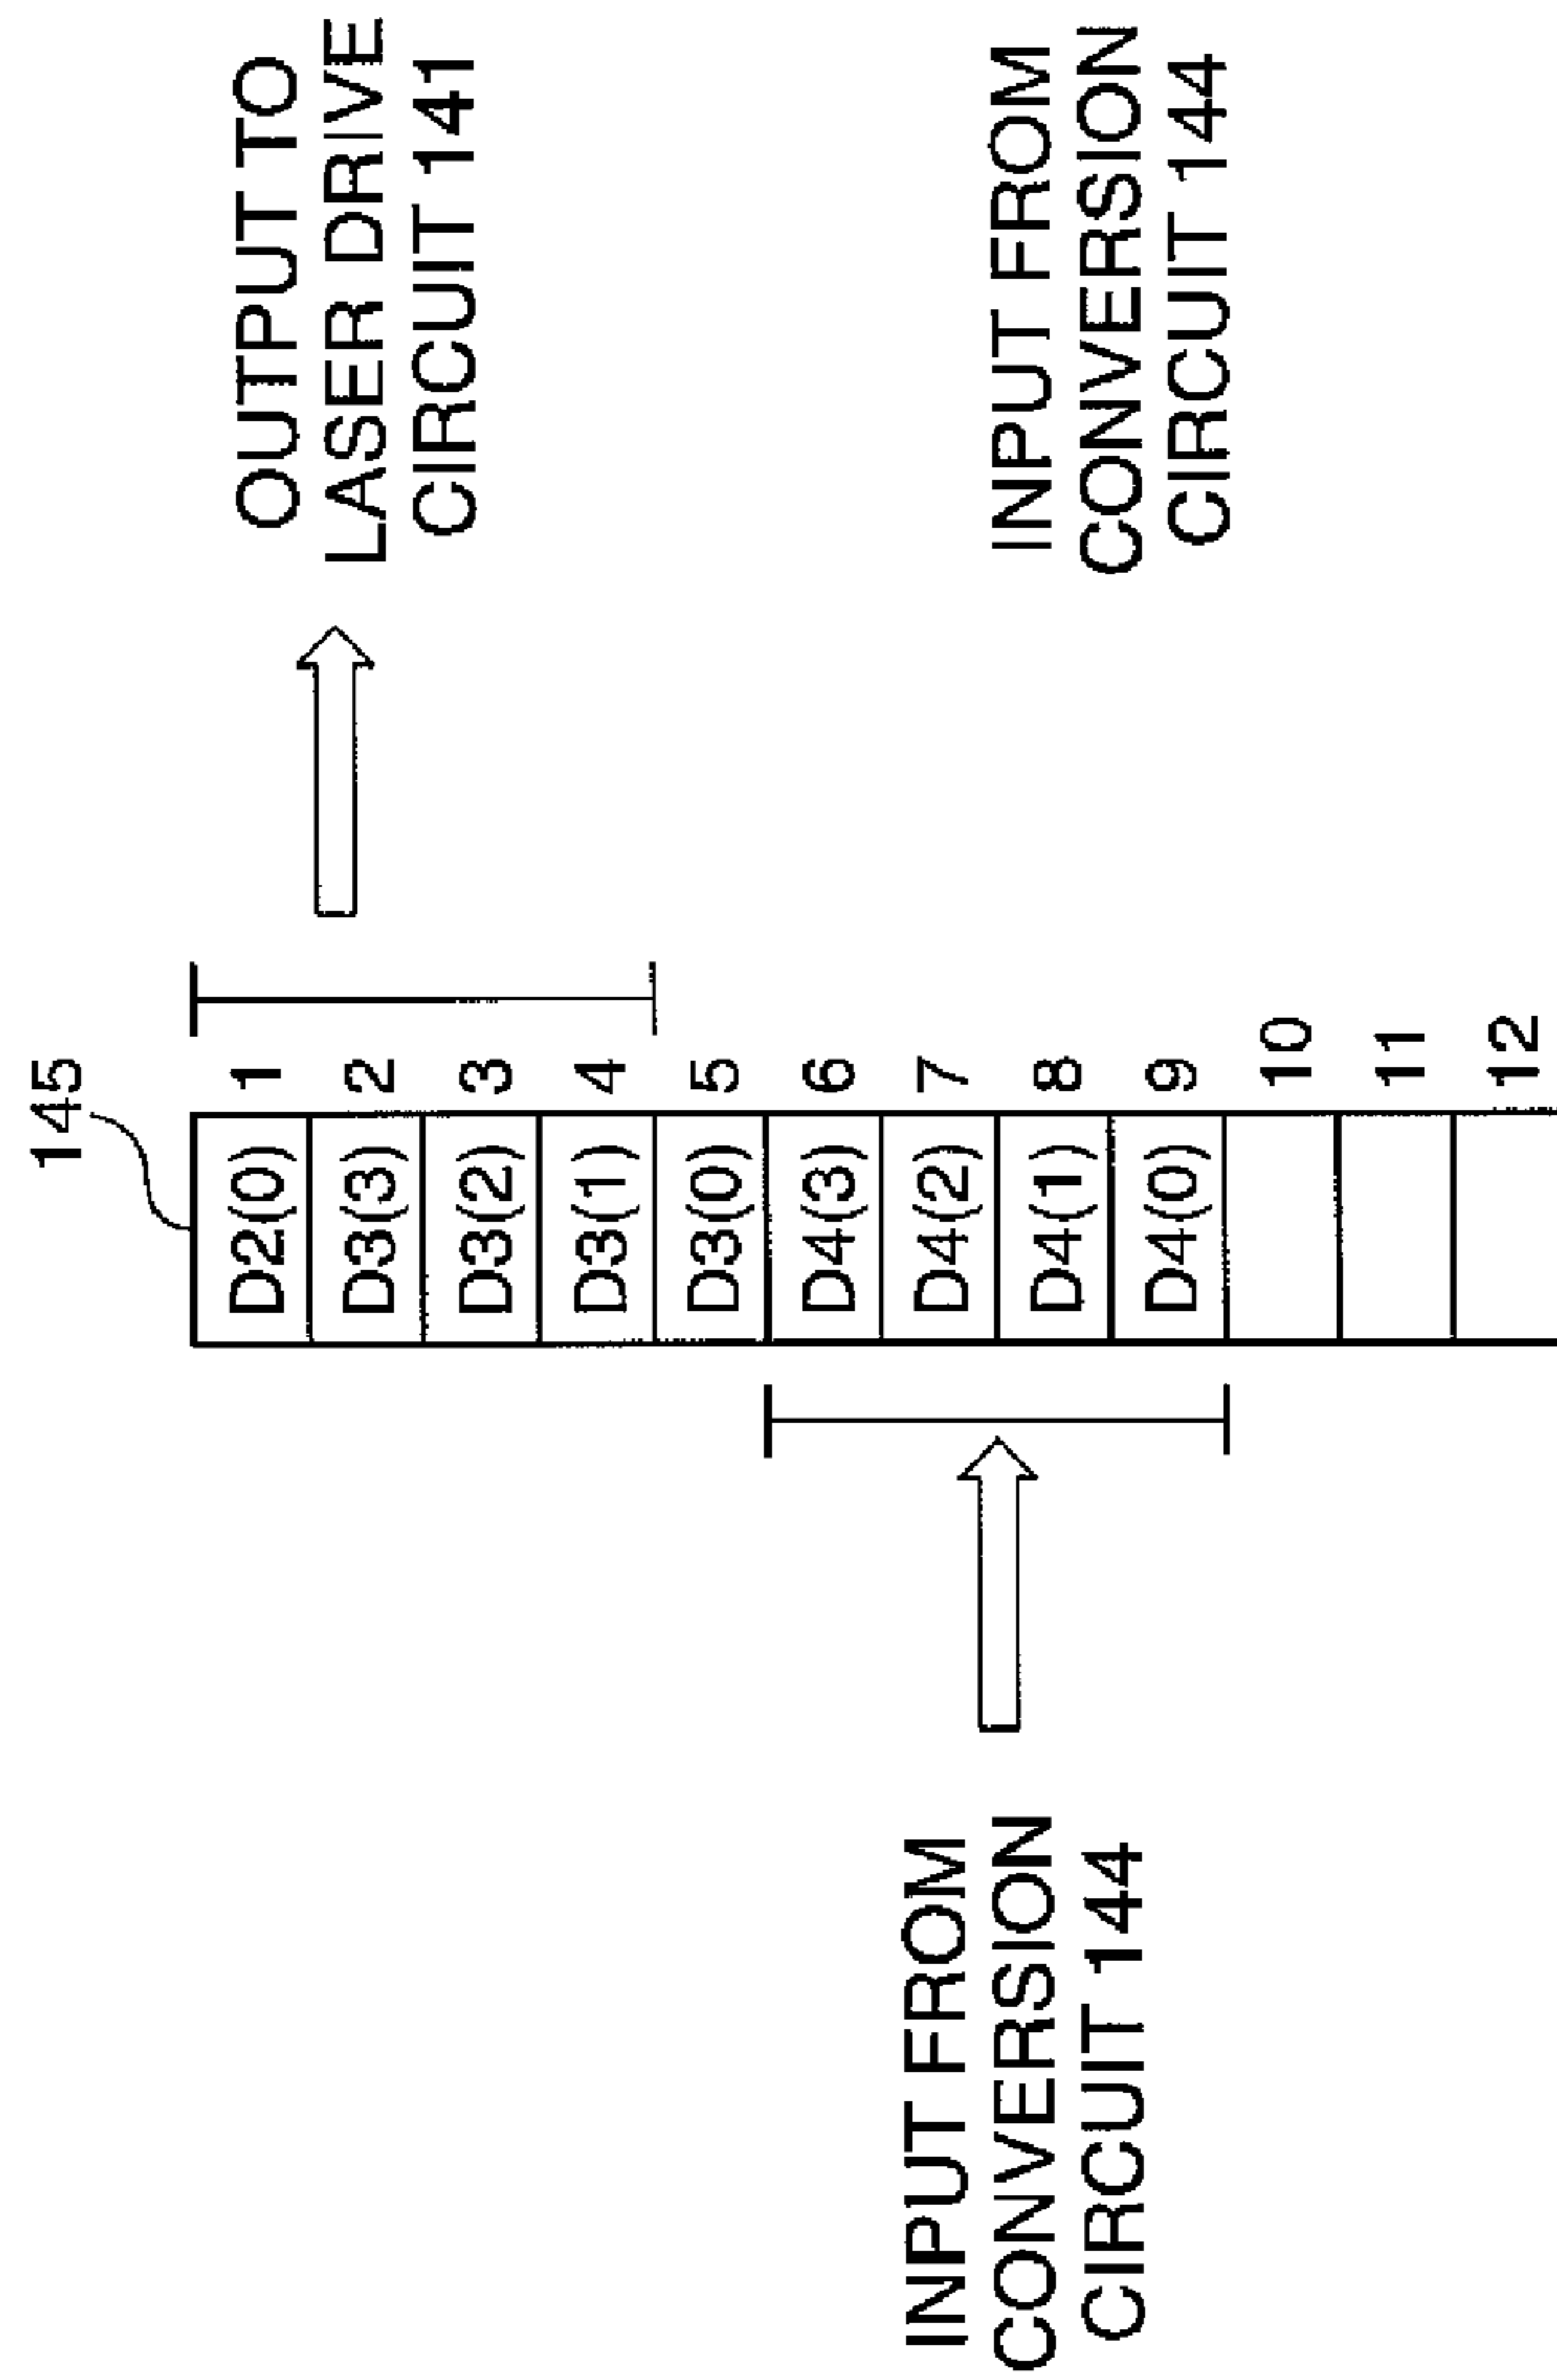 145
D2(0) 1
D3(3) 2
D3(2) 3
D3(1) 4
D3(0) 5
D4(3) 6
D4(2) 7
D4(1) 8
D4(0) 9
10
11
12
OUTPUT TO
LASER DRIVE
CIRCUIT 141
INPUT FROM
CONVERSION
CIRCUIT 144
INPUT FROM
CONVERSION
CIRCUIT 144